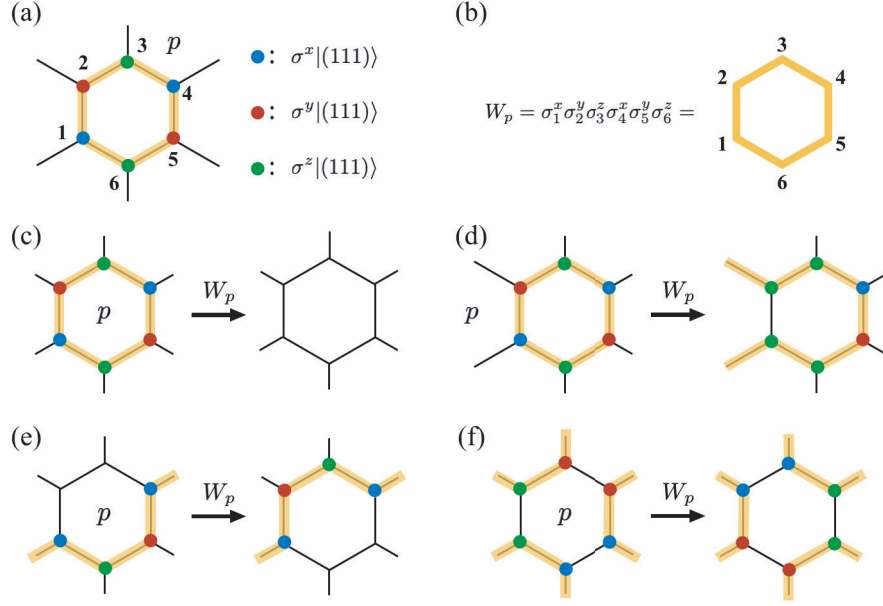 (a)
3
p
2
4
1
5
6
: σ^x|(111)⟩
: σ^y|(111)⟩
: σ^z|(111)⟩
(b)
W_p = σ_1^x σ_2^y σ_3^z σ_4^x σ_5^y σ_6^z =
3
2
4
1
5
6
(c)
p
W_p
(d)
p
W_p
(e)
p
W_p
(f)
p
W_p